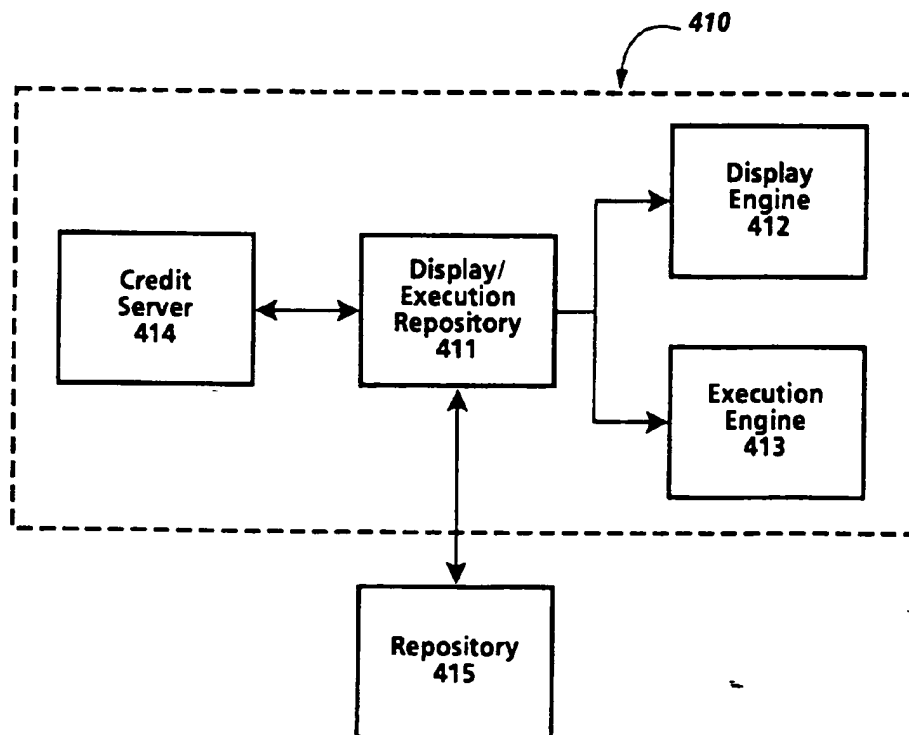 410
Display
Engine
412
Credit
Server
414
Display/
Execution
Repository
411
Execution
Engine
413
Repository
415